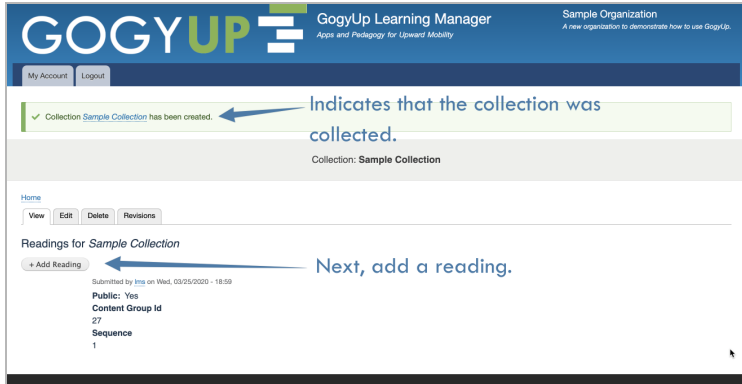 GOGYUP
GogyUp Learning Manager
Apps and Pedagogy for Upward Mobility
Sample Organization
A new organization to demonstrate how to use GogyUp.
My Account
Logout
Collection Sample Collection has been created.
Indicates that the collection was
collected.
Collection: Sample Collection
Home
View
Edit
Delete
Revisions
Readings for Sample Collection
+ Add Reading
Next, add a reading.
Submitted by lms on Wed, 03/25/2020 - 18:59
Public: Yes
Content Group Id
27
Sequence
1